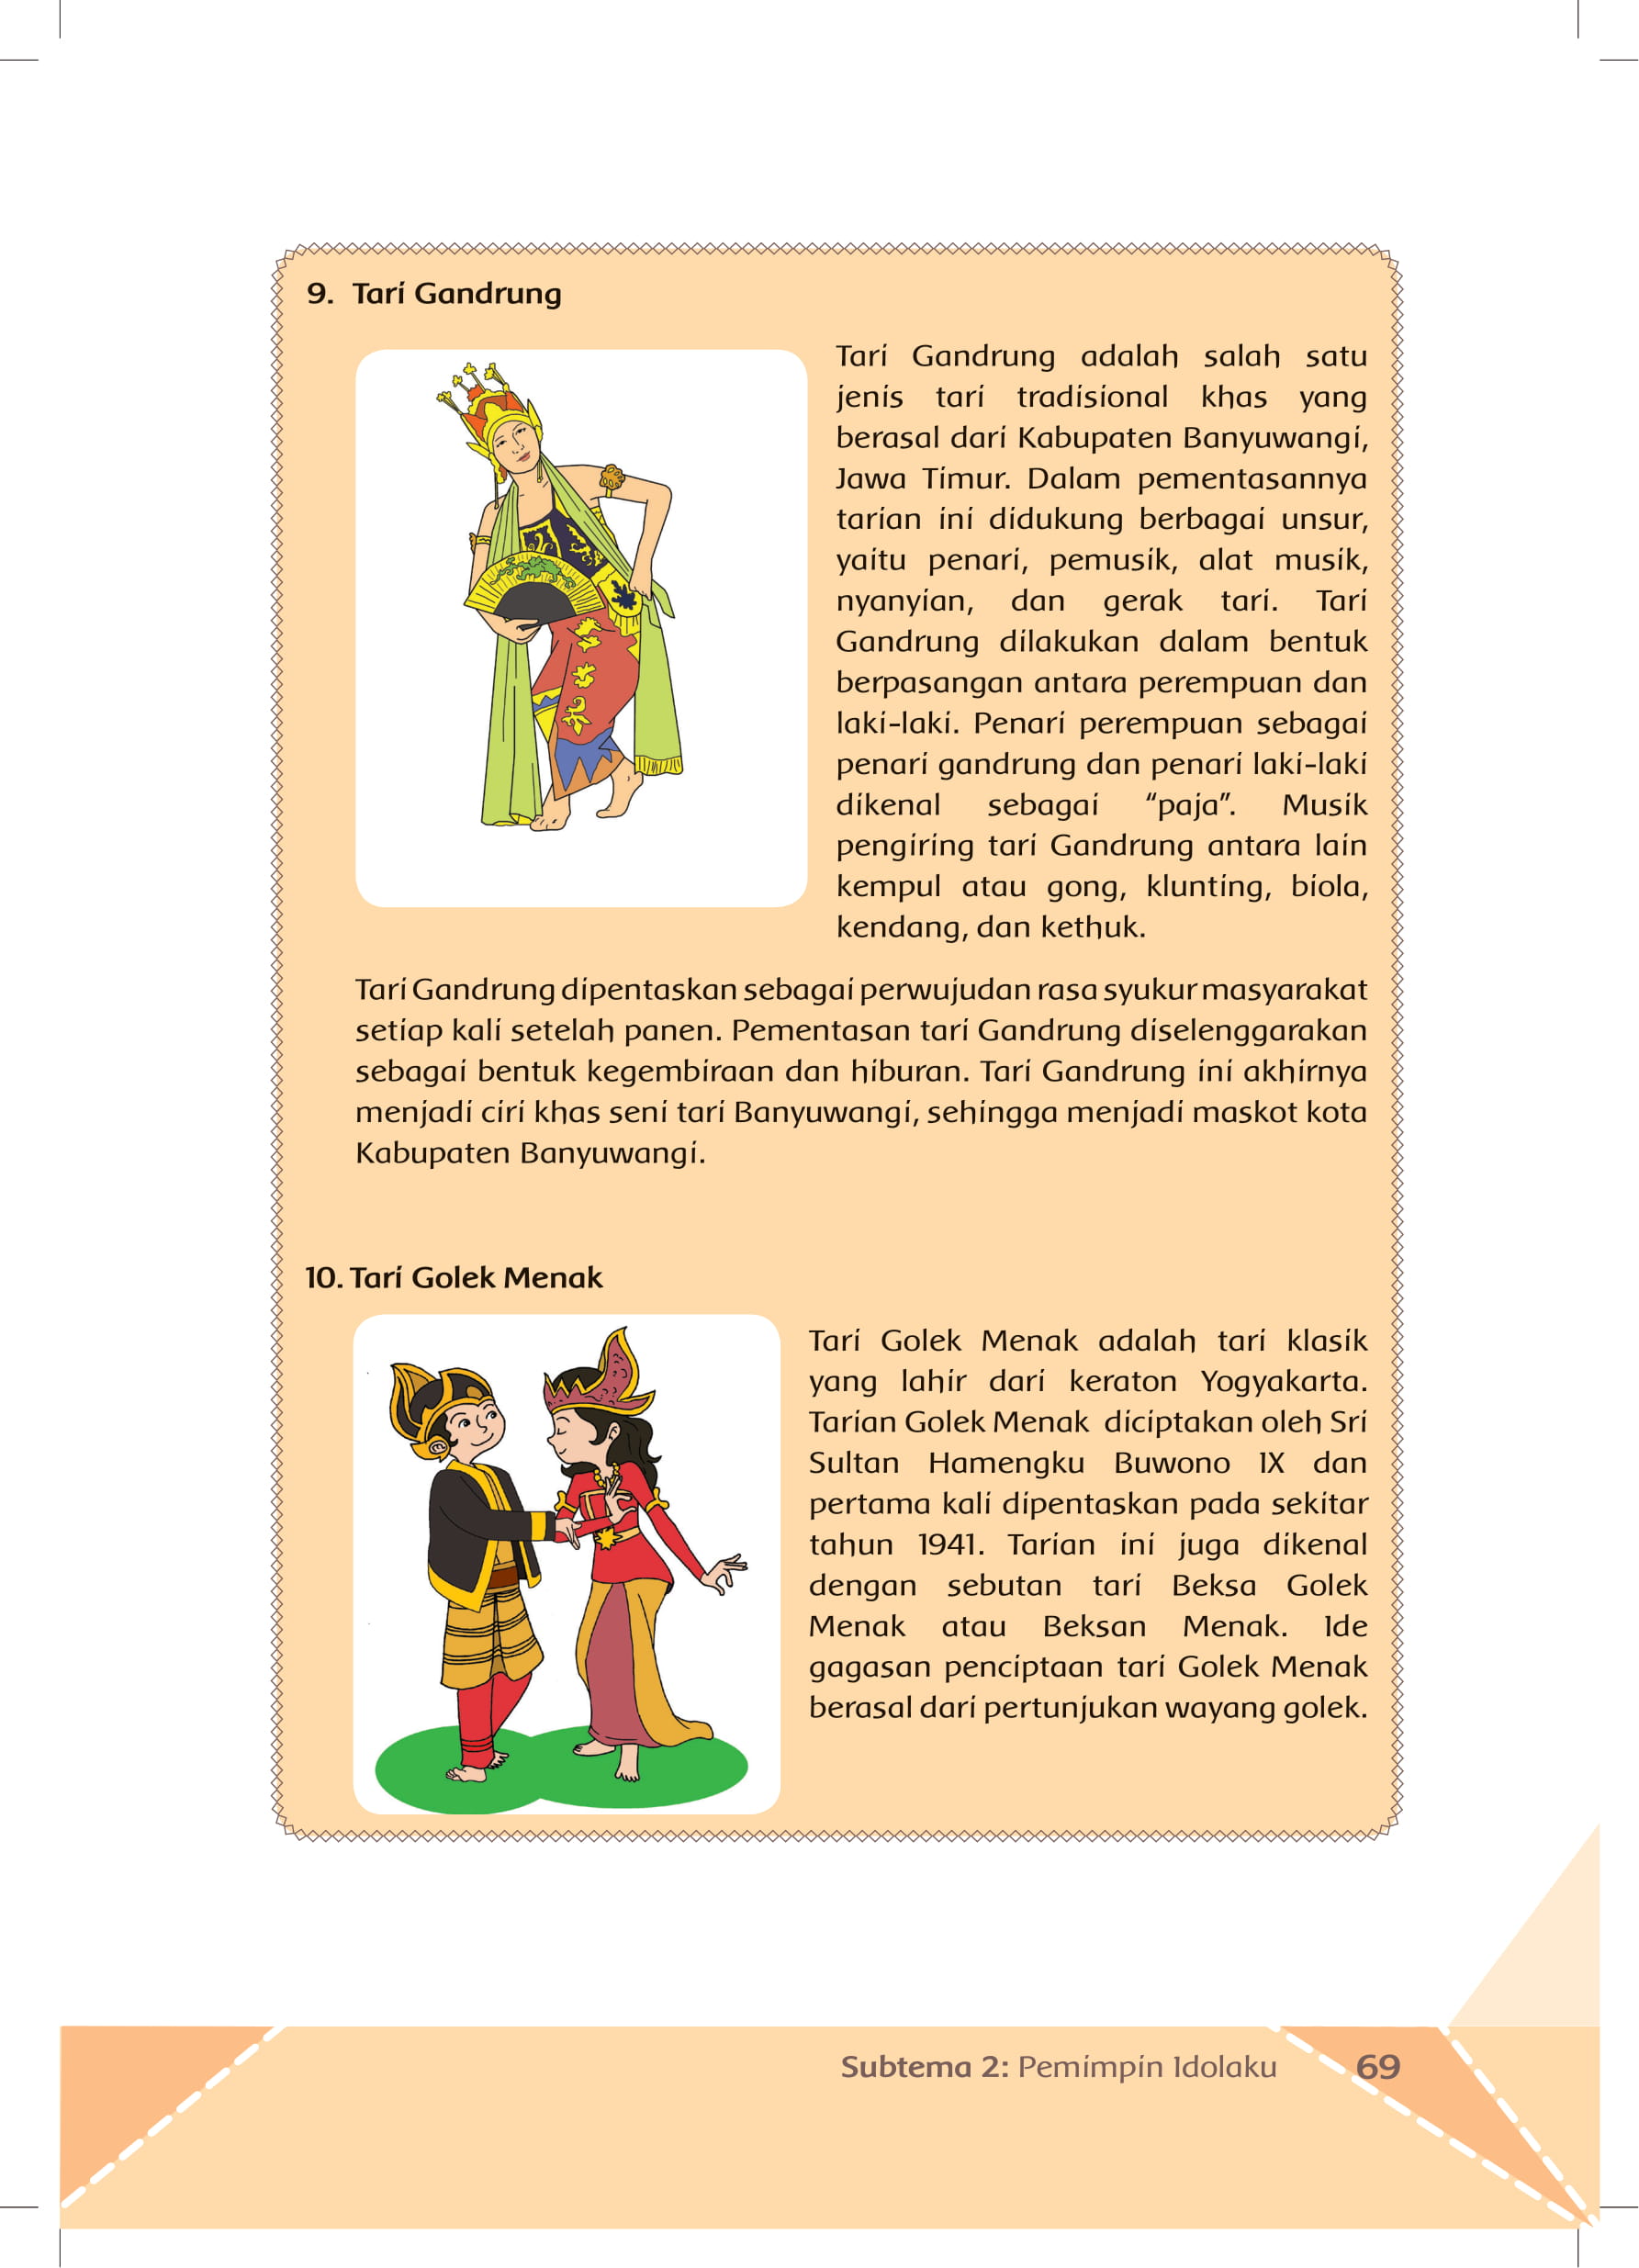 9. Tari Gandrung
Tari Gandrung adalah salah satu
jenis tari tradisional khas yang
berasal dari Kabupaten Banyuwangi,
Jawa Timur. Dalam pementasannya
tarian ini didukung berbagai unsur,
yaitu penari, pemusik, alat musik,
nyanyian, dan gerak tari. Tari
Gandrung dilakukan dalam bentuk
berpasangan antara perempuan dan
laki-laki. Penari perempuan sebagai
penari gandrung dan penari laki-laki
dikenal sebagai “paja”. Musik
pengiring tari Gandrung antara lain
kempul atau gong, klunting, biola,
kendang, dan kethuk.
Tari Gandrung dipentaskan sebagai perwujudan rasa syukur masyarakat
setiap kali setelah panen. Pementasan tari Gandrung diselenggarakan
sebagai bentuk kegembiraan dan hiburan. Tari Gandrung ini akhirnya
menjadi ciri khas seni tari Banyuwangi, sehingga menjadi maskot kota
Kabupaten Banyuwangi.
10. Tari Golek Menak
Tari Golek Menak adalah tari klasik
yang lahir dari keraton Yogyakarta.
Tarian Golek Menak diciptakan oleh Sri
Sultan Hamengku Buwono IX dan
pertama kali dipentaskan pada sekitar
tahun 1941. Tarian ini juga dikenal
dengan sebutan tari Beksa Golek
Menak atau Beksan Menak. Ide
gagasan penciptaan tari Golek Menak
berasal dari pertunjukan wayang golek.
Subtema 2: Pemimpin Idolaku 69